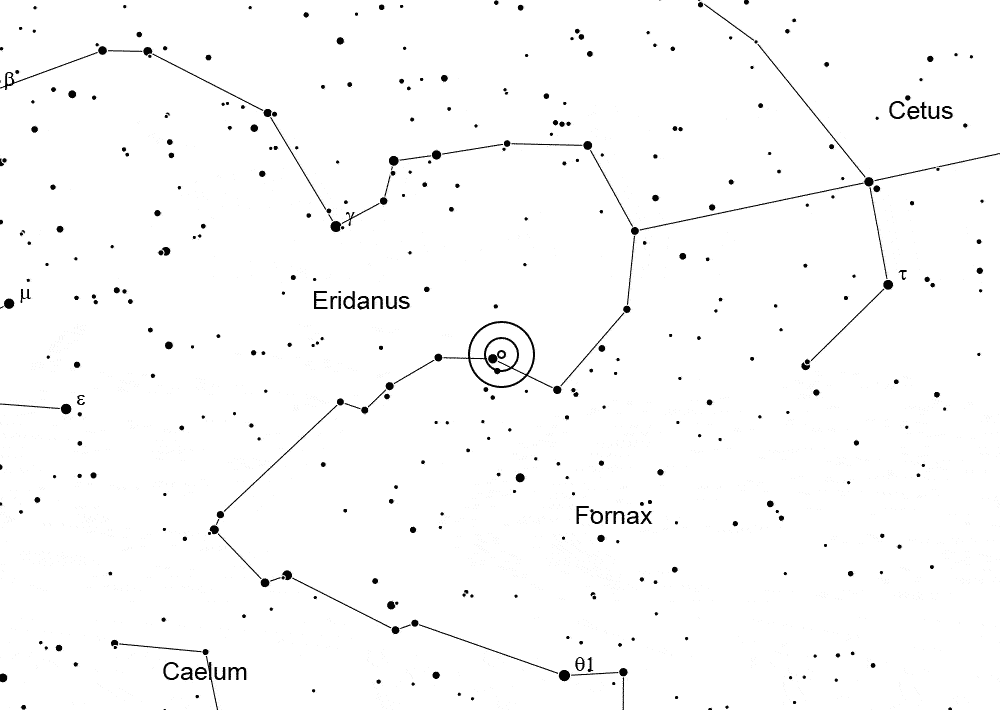 β
Cetus
γ
τ
μ
Eridanus
ε
Fornax
θ1
Caelum